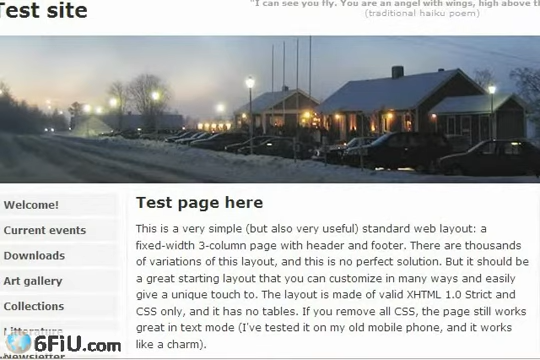 Test site
"I can see you fly. You are an angel with wings, high above th
(traditional haiku poem)
Welcome!
Current events
Downloads
Art gallery
Collections
Litterature
Newsletter
Test page here
This is a very simple (but also very useful) standard web layout: a
fixed-width 3-column page with header and footer. There are thousands
of variations of this layout, and this is no perfect solution. But it should be
a great starting layout that you can customize in many ways and easily
give a unique touch to. The layout is made of valid XHTML 1.0 Strict and
CSS only, and it has no tables. If you remove all CSS, the page still works
great in text mode (I've tested it on my old mobile phone, and it works
like a charm).
6FiU.com